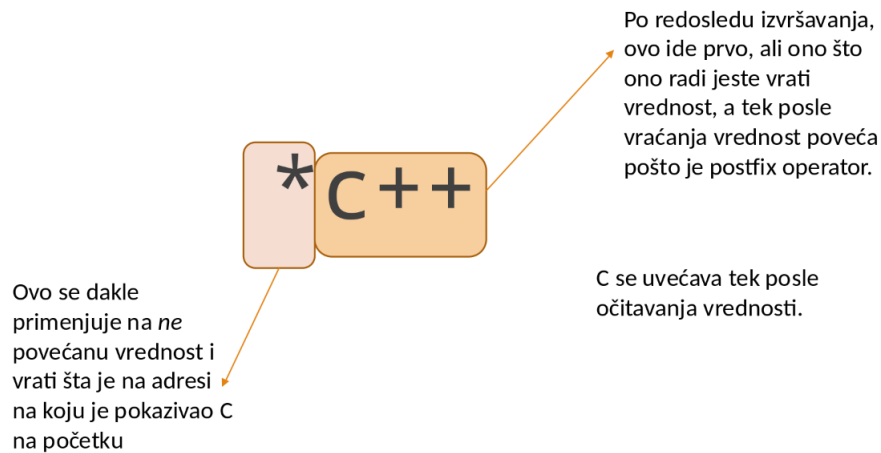 Po redosledu izvršavanja,
ovo ide prvo, ali ono što
ono radi jeste vrati
vrednost, a tek posle
vraćanja vrednost poveća
pošto je postfix operator.
*c++
C se uvećava tek posle
očitavanja vrednosti.
Ovo se dakle
primenjuje na ne
povećanu vrednost i
vrati šta je na adresi
na koju je pokazivao C
na početku